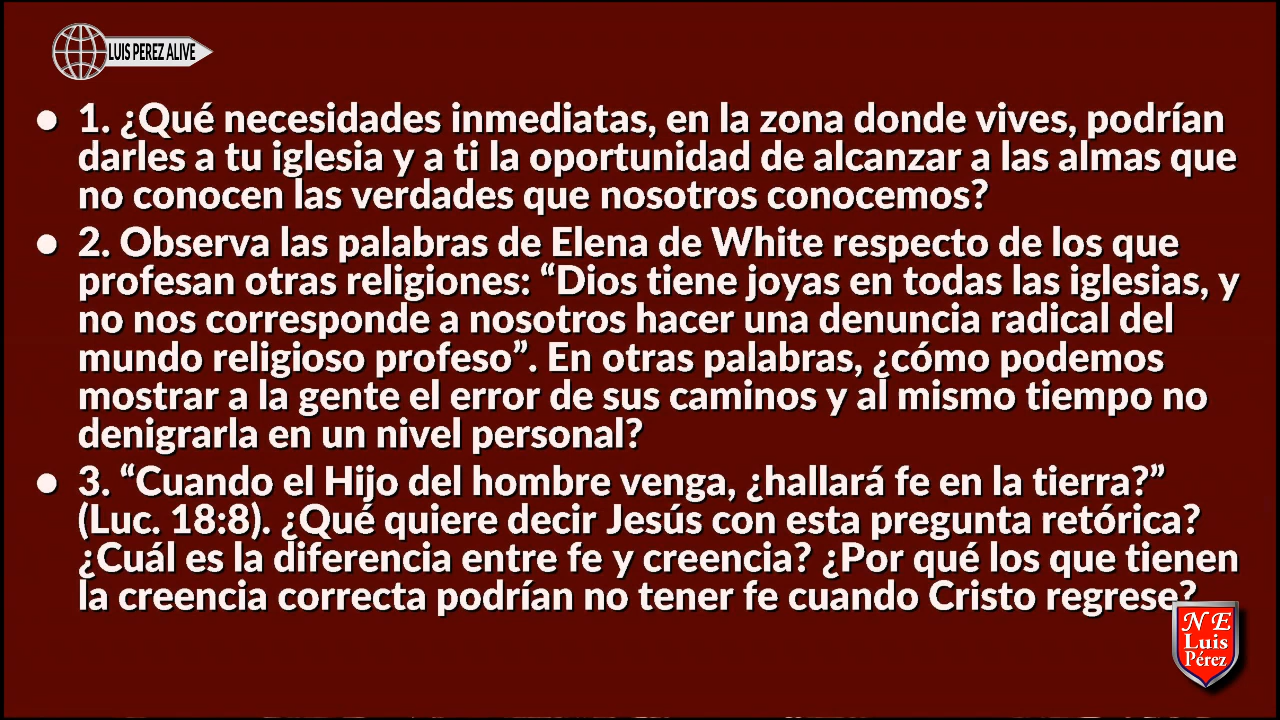 LUIS PEREZ ALIVE
• 1. ¿Qué necesidades inmediatas, en la zona donde vives, podrían
darles a tu iglesia y a ti la oportunidad de alcanzar a las almas que
no conocen las verdades que nosotros conocemos?
• 2. Observa las palabras de Elena de White respecto de los que
profesan otras religiones: “Dios tiene joyas en todas las iglesias, y
no nos corresponde a nosotros hacer una denuncia radical del
mundo religioso profeso”. En otras palabras, ¿cómo podemos
mostrar a la gente el error de sus caminos y al mismo tiempo no
denigrarla en un nivel personal?
• 3. “Cuando el Hijo del hombre venga, ¿hallará fe en la tierra?”
(Luc. 18:8). ¿Qué quiere decir Jesús con esta pregunta retórica?
¿Cuál es la diferencia entre fe y creencia? ¿Por qué los que tienen
la creencia correcta podrían no tener fe cuando Cristo regrese?
N E
Luis
Pérez